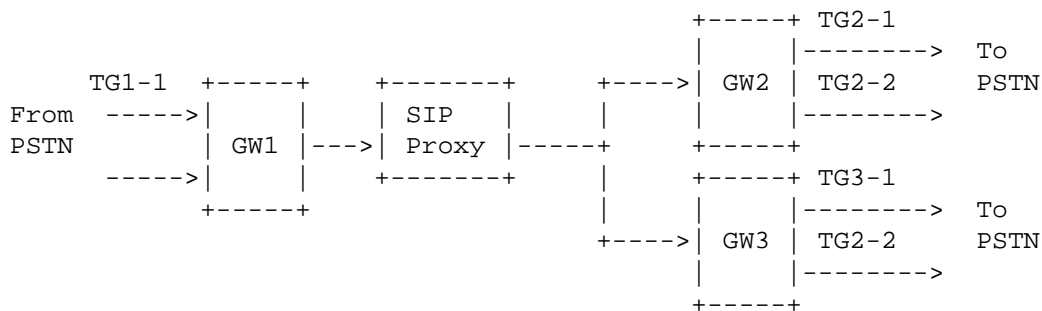 +-----+ TG2-1
| |--------> To
TG1-1 +-----+ +-------+ +---->| GW2 | TG2-2 PSTN
From ----->| | | SIP | | | |-------->
PSTN | GW1 |--->| Proxy |-----+ +-----+
----->| | +-------+ | +-----+ TG3-1
+-----+ | | |--------> To
+---->| GW3 | TG2-2 PSTN
| |-------->
+-----+